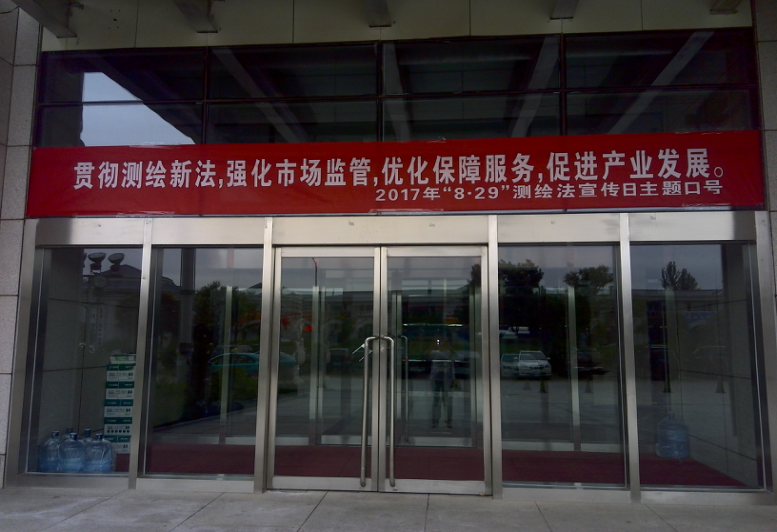 贯彻测绘新法,强化市场监管,优化保障服务,促进产业发展。
2017年“8·29”测绘法宣传日主题口号